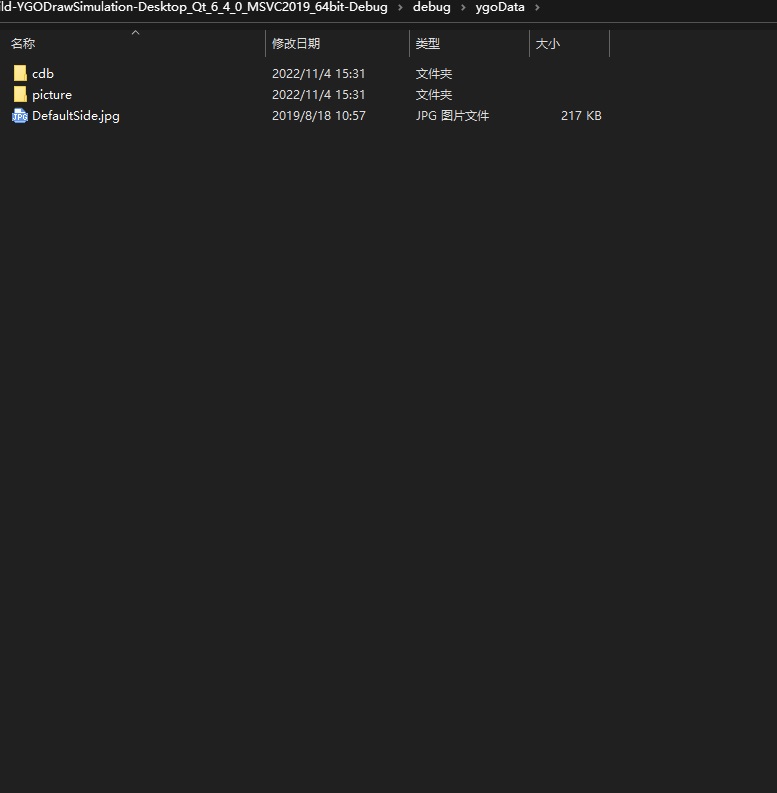 ild-YGODrawSimulation-Desktop_Qt_6_4_0_MSVC2019_64bit-Debug > debug > ygoData >
名称 修改日期 类型 大小
cdb 2022/11/4 15:31 文件夹
picture 2022/11/4 15:31 文件夹
DefaultSide.jpg 2019/8/18 10:57 JPG 图片文件 217 KB